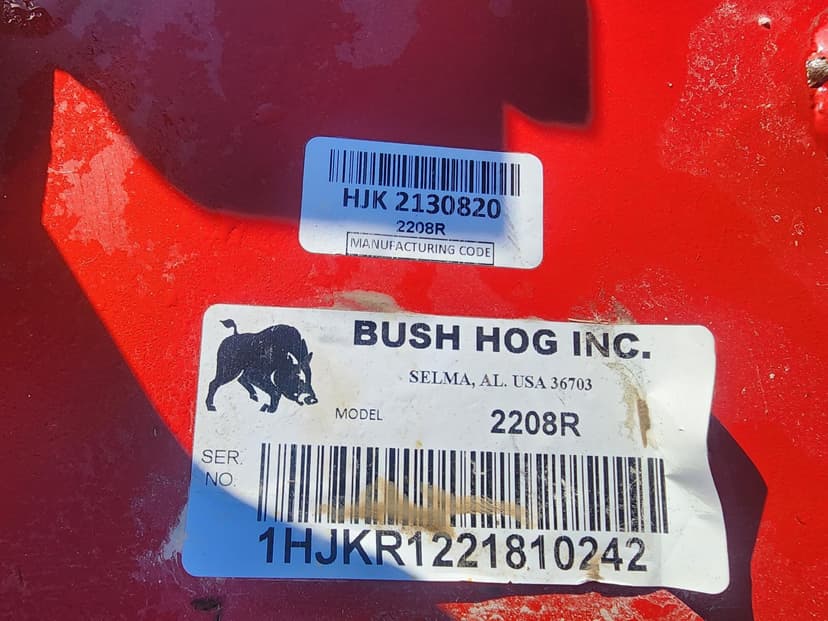 HJK 2130820
2208R
MANUFACTURING CODE
BUSH HOG INC.
SELMA, AL. USA 36703
MODEL 2208R
SER.
NO.
1HJKR1221810242